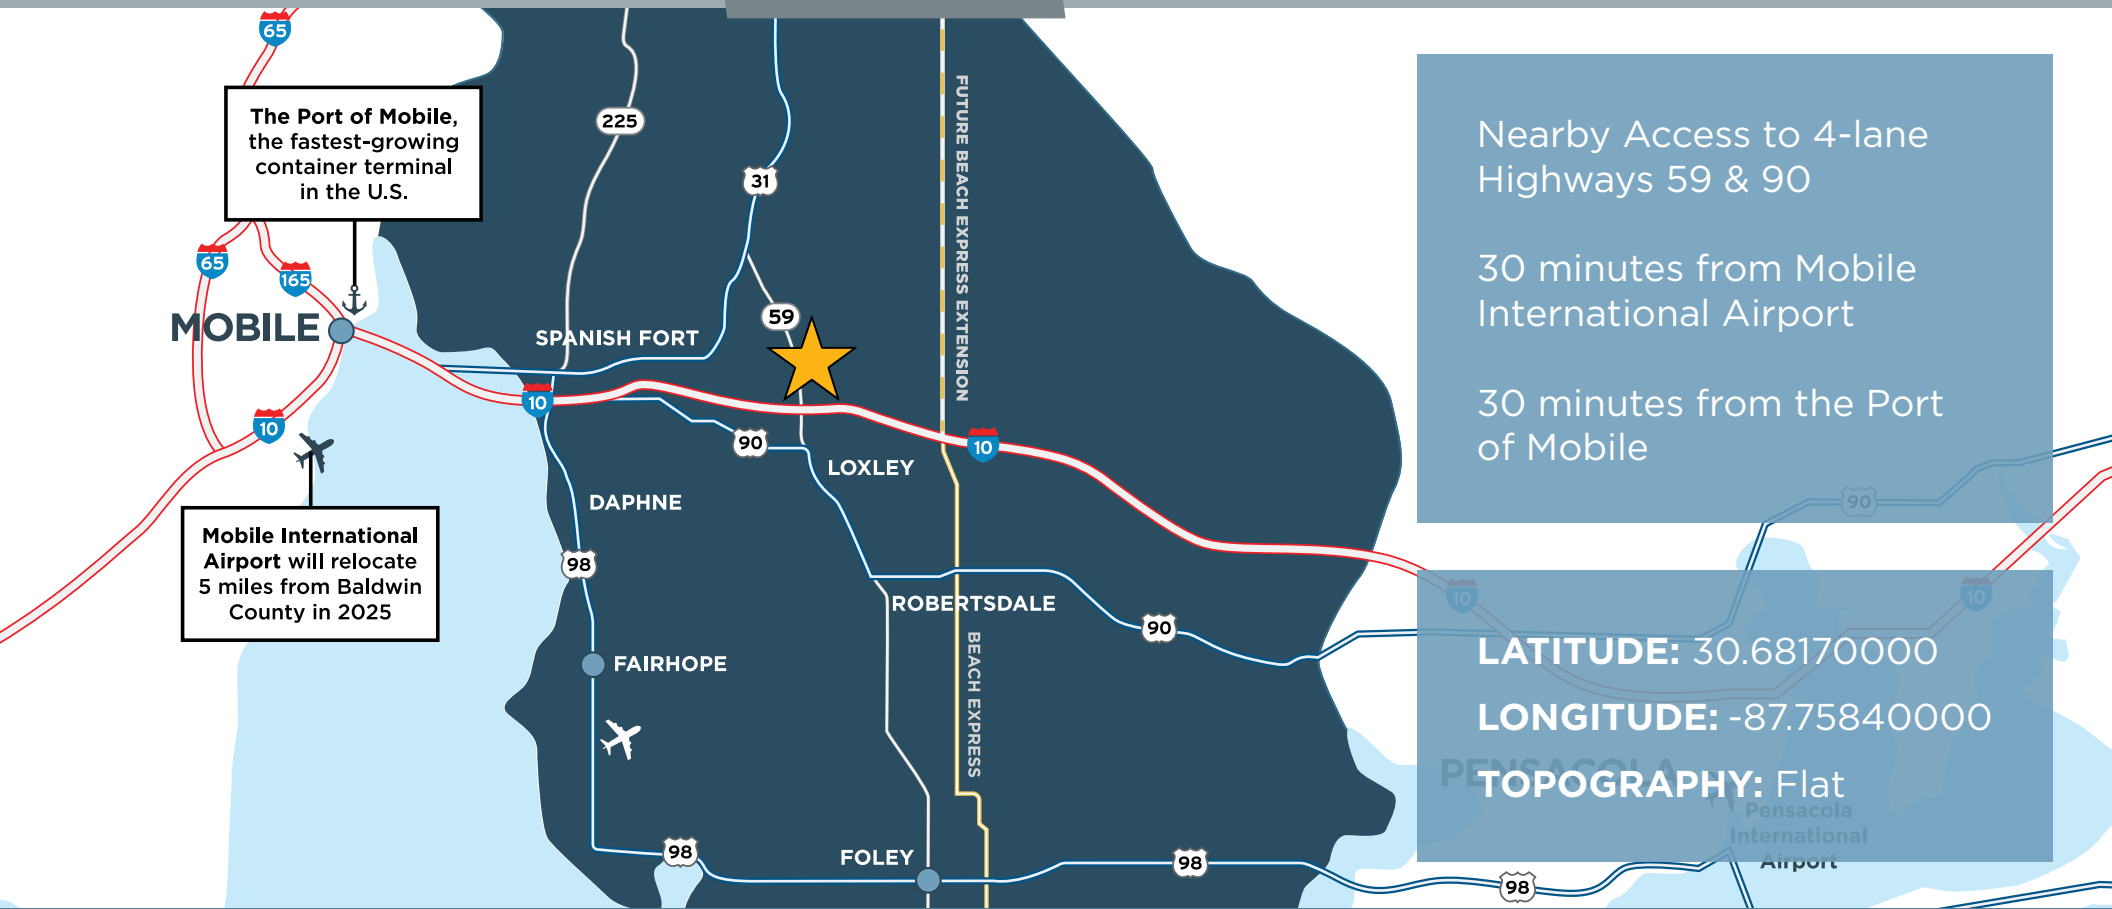 65
The Port of Mobile,
the fastest-growing
container terminal
in the U.S.
225
31
FUTURE BEACH EXPRESS EXTENSION
65
165
MOBILE
59
SPANISH FORT
10
10
90
10
LOXLEY
DAPHNE
98
Mobile International
Airport will relocate
5 miles from Baldwin
County in 2025
ROBERTSDALE
90
BEACH EXPRESS
FAIRHOPE
98
FOLEY
98
98
Nearby Access to 4-lane
Highways 59 & 90
30 minutes from Mobile
International Airport
30 minutes from the Port
of Mobile
90
10
10
LATITUDE: 30.68170000
LONGITUDE: -87.75840000
PENSACOLA
TOPOGRAPHY: Flat
Pensacola
International
Airport